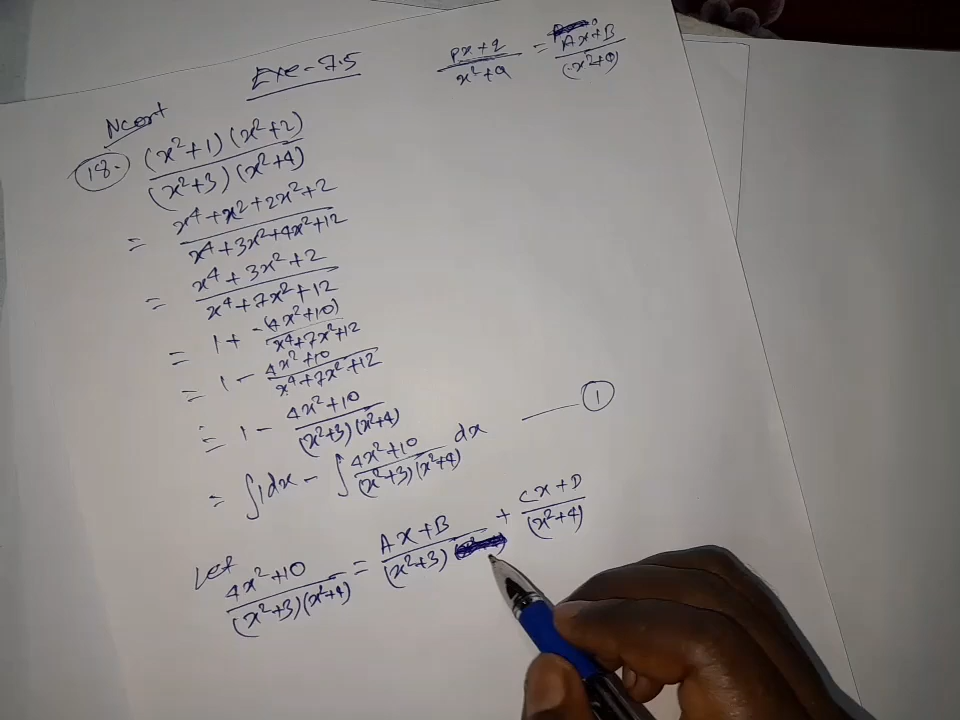 Exe-7.5
px+q/x²+a = Ax+B/(x²+a)
Ncert
18. (x²+1)(x²+2)/(x²+3)(x²+4)
= x⁴+x²+2x²+2/x⁴+3x²+4x²+12
= x⁴+3x²+2/x⁴+7x²+12
= 1+ -(4x²+10)/x⁴+7x²+12
= 1 - 4x²+10/x⁴+7x²+12
= 1 - 4x²+10/(x²+3)(x²+4)
= ∫1dx - ∫4x²+10/(x²+3)(x²+4) dx —— 1
Let
4x²+10/(x²+3)(x²+4) = Ax+B/(x²+3) + Cx+D/(x²+4)